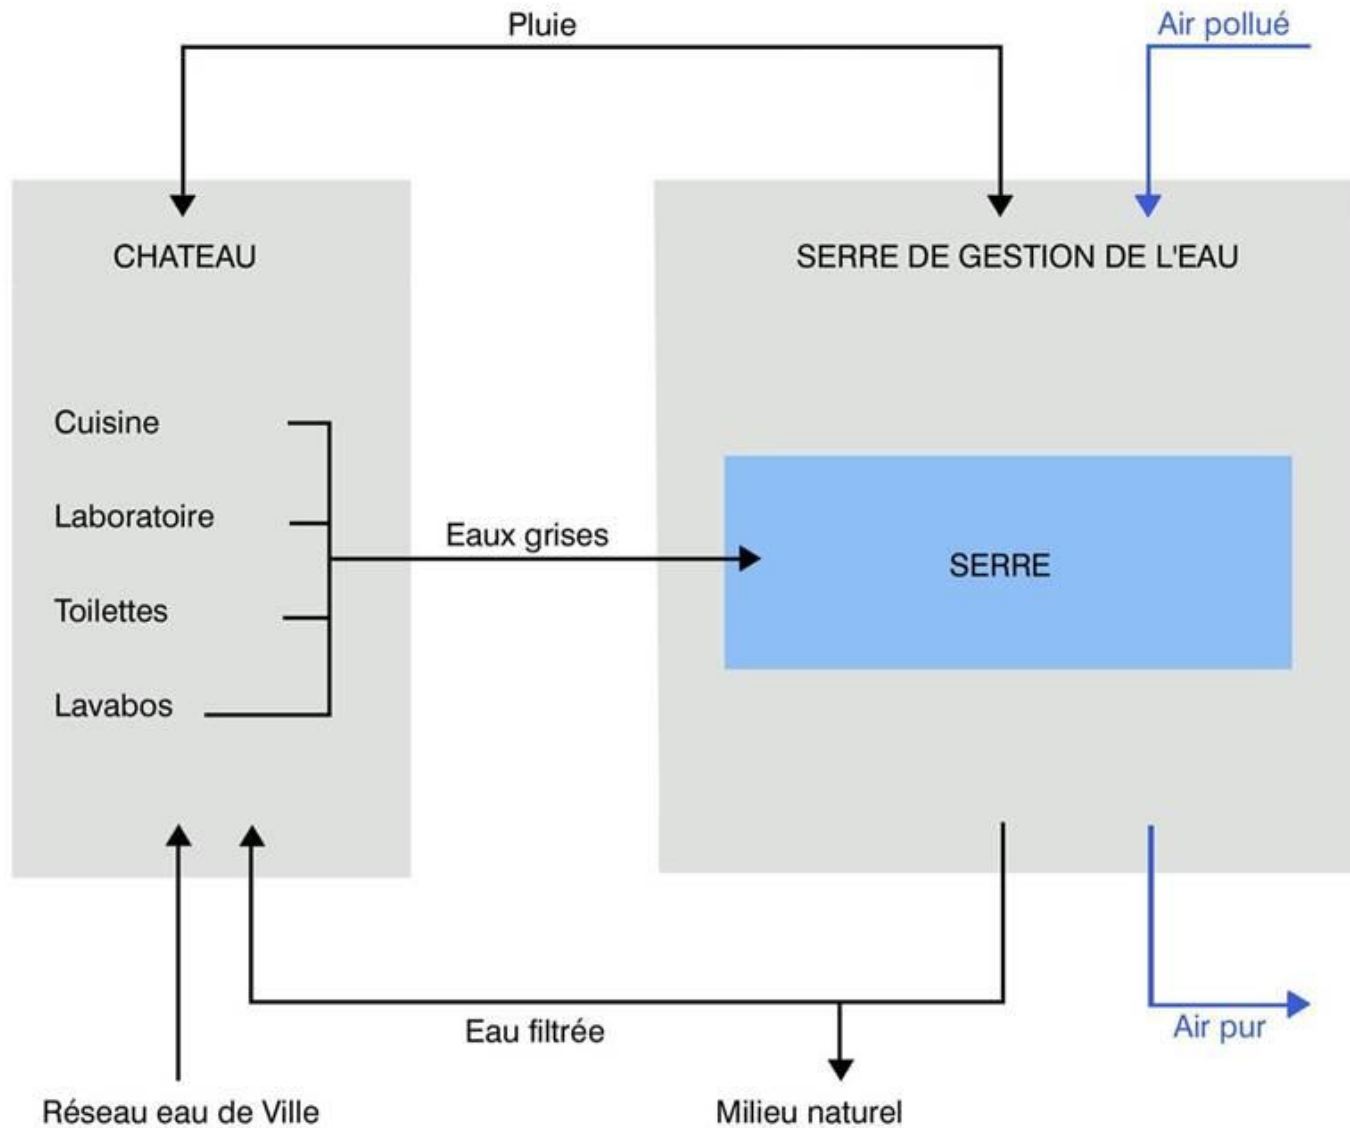 Pluie
Air pollué
CHATEAU
SERRE DE GESTION DE L'EAU
Cuisine
Laboratoire
Toilettes
Lavabos
Eaux grises
SERRE
Eau filtrée
Air pur
Réseau eau de Ville
Milieu naturel